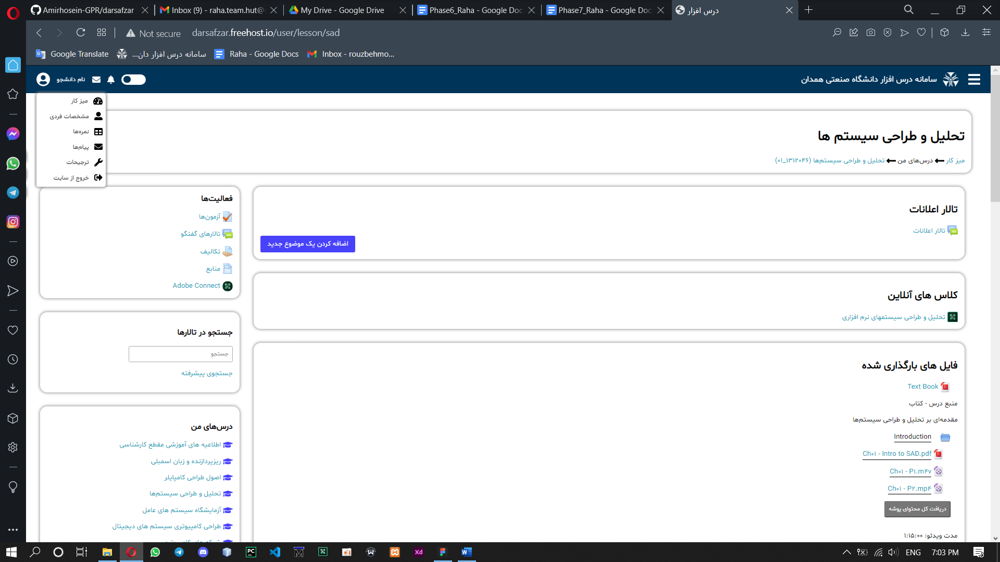 Amirhosein-GPR/darsafzar
Inbox (9) - raha.team.hut@
My Drive - Google Drive
Phase6_Raha - Google Doc
Phase7_Raha - Google Doc
درس افزار
Not secure
darsafzar.freehost.io/user/lesson/sad
Google Translate
سامانه درس افزار دان...
Raha - Google Docs
Inbox - rouzbehmo...
سامانه درس افزار دانشگاه صنعتی همدان
نام دانشجو
میز کار
مشخصات فردی
نمره‌ها
پیام‌ها
ترجیحات
خروج از سایت
تحلیل و طراحی سیستم ها
میز کار
درس‌های من
تحلیل و طراحی سیستم‌ها (۱۳۱۲۰۴۶_۰۱)
تالار اعلانات
تالار اعلانات
اضافه کردن یک موضوع جدید
کلاس های آنلاین
تحلیل و طراحی سیستمهای نرم افزاری
فایل های بارگذاری شده
Text Book
منبع درس - کتاب
مقدمه‌ای بر تحلیل و طراحی سیستم‌ها
Introduction
Ch۰۱ - Intro to SAD.pdf
Ch۰۱ - P۱.m۴v
Ch۰۱ - P۲.mp۴
دریافت کل محتوای پوشه
مدت ویدئو: ۱:۱۵:۰۰
فعالیت‌ها
آزمون‌ها
تالارهای گفتگو
تکالیف
منابع
Adobe Connect
جستجو در تالارها
جستجو
جستجوی پیشرفته
درس‌های من
اطلاعیه های آموزشی مقطع کارشناسی
ریزپردازنده و زبان اسمبلی
اصول طراحی کامپایلر
تحلیل و طراحی سیستم‌ها
آزمایشگاه سیستم های عامل
طراحی کامپیوتری سیستم های دیجیتال
ENG
7:03 PM